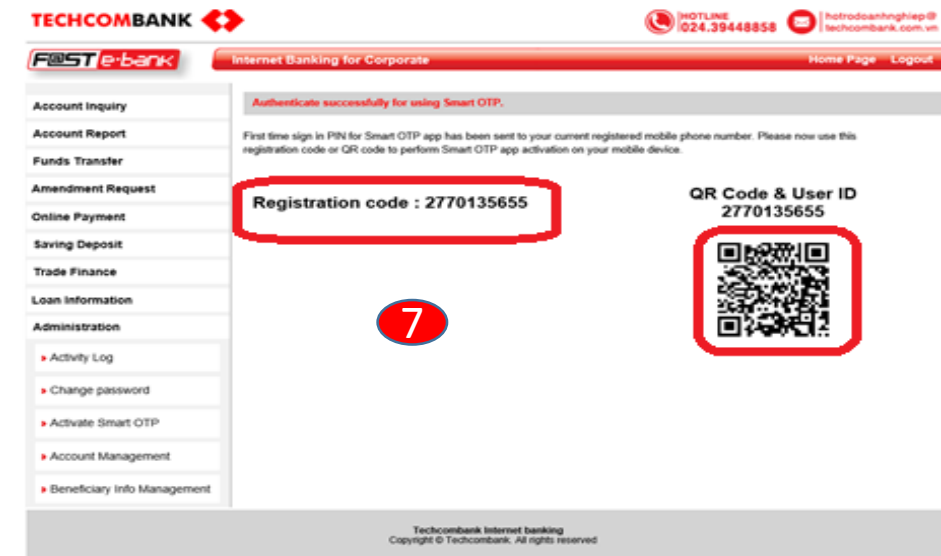 TECHCOMBANK
HOTLINE
024.39448858
hotrodoanhnghiep@
techcombank.com.vn
F@ST e-bank
Internet Banking for Corporate
Home Page Logout
Account Inquiry
Account Report
Funds Transfer
Amendment Request
Online Payment
Saving Deposit
Trade Finance
Loan Information
Administration
Activity Log
Change password
Activate Smart OTP
Account Management
Beneficiary Info Management
Authenticate successfully for using Smart OTP.
First time sign in PIN for Smart OTP app has been sent to your current registered mobile phone number. Please now use this
registration code or QR code to perform Smart OTP app activation on your mobile device.
Registration code : 2770135655
QR Code & User ID
2770135655
7
Techcombank Internet banking
Copyright © Techcombank. All rights reserved